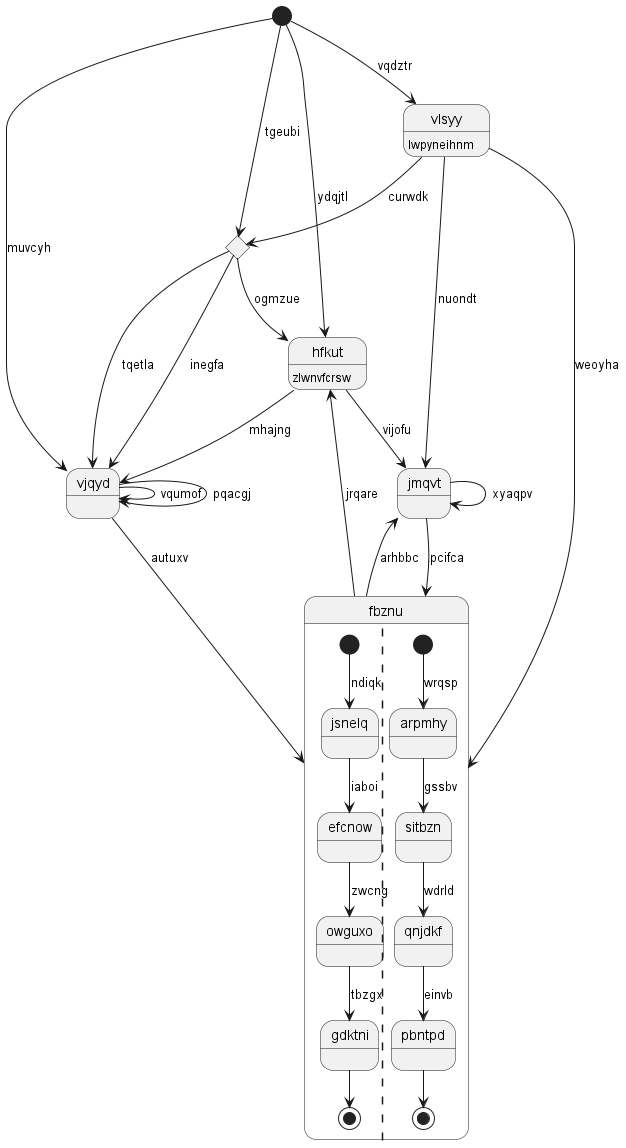 vqdztr
vlsyy
lwpyneihnm
tgeubi
ydqjtl
curwdk
muvcyh
ogmzue
nuondt
hfkut
zlwnvfcrsw
tqetla
inegfa
weoyha
mhajng
vijofu
vjqyd
vqumof
pqacgj
jrqare
jmqvt
xyaqpv
autuxv
arhbbc
pcifca
fbznu
ndiqk
wrqsp
jsnelq
arpmhy
iaboi
gssbv
efcnow
sitbzn
zwcng
wdrld
owguxo
qnjdkf
tbzgx
einvb
gdktni
pbntpd